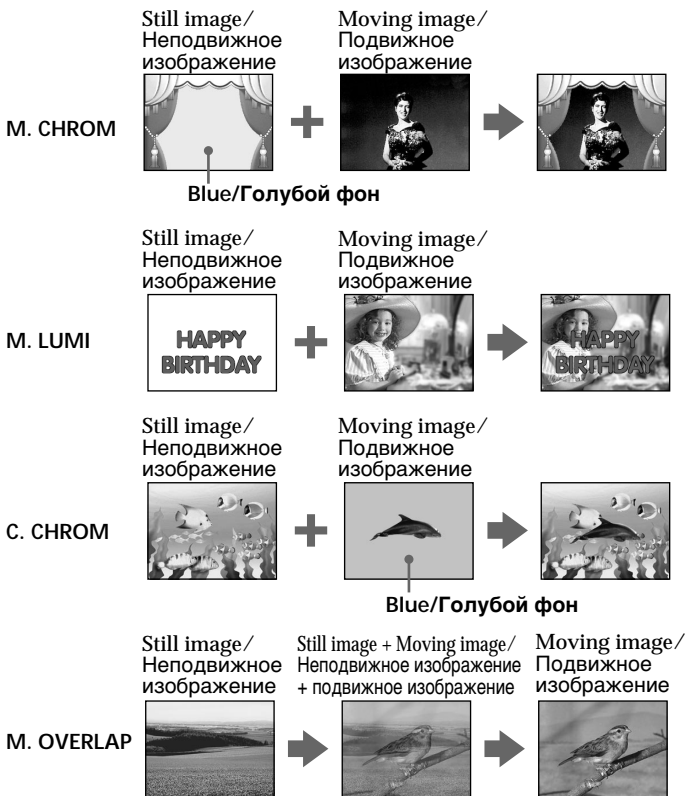 Still image/
Неподвижное
изображение
Moving image/
Подвижное
изображение
M. CHROM
Blue/Голубой фон
Still image/
Неподвижное
изображение
Moving image/
Подвижное
изображение
M. LUMI
HAPPY
BIRTHDAY
HAPPY
BIRTHDAY
Still image/
Неподвижное
изображение
Moving image/
Подвижное
изображение
C. CHROM
Blue/Голубой фон
Still image/
Неподвижное
изображение
Still image + Moving image/
Неподвижное изображение
+ подвижное изображение
Moving image/
Подвижное
изображение
M. OVERLAP